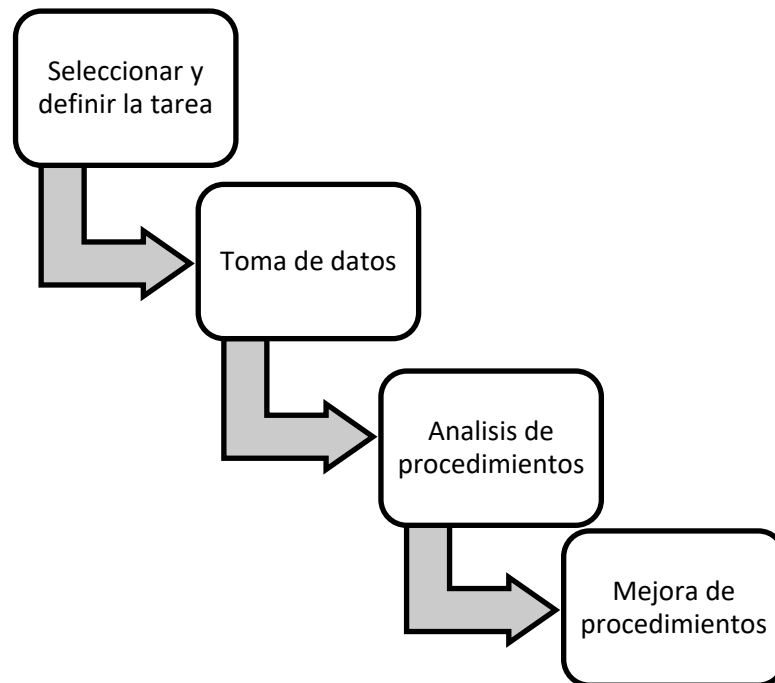 Seleccionar y
definir la tarea
Toma de datos
Analisis de
procedimientos
Mejora de
procedimientos